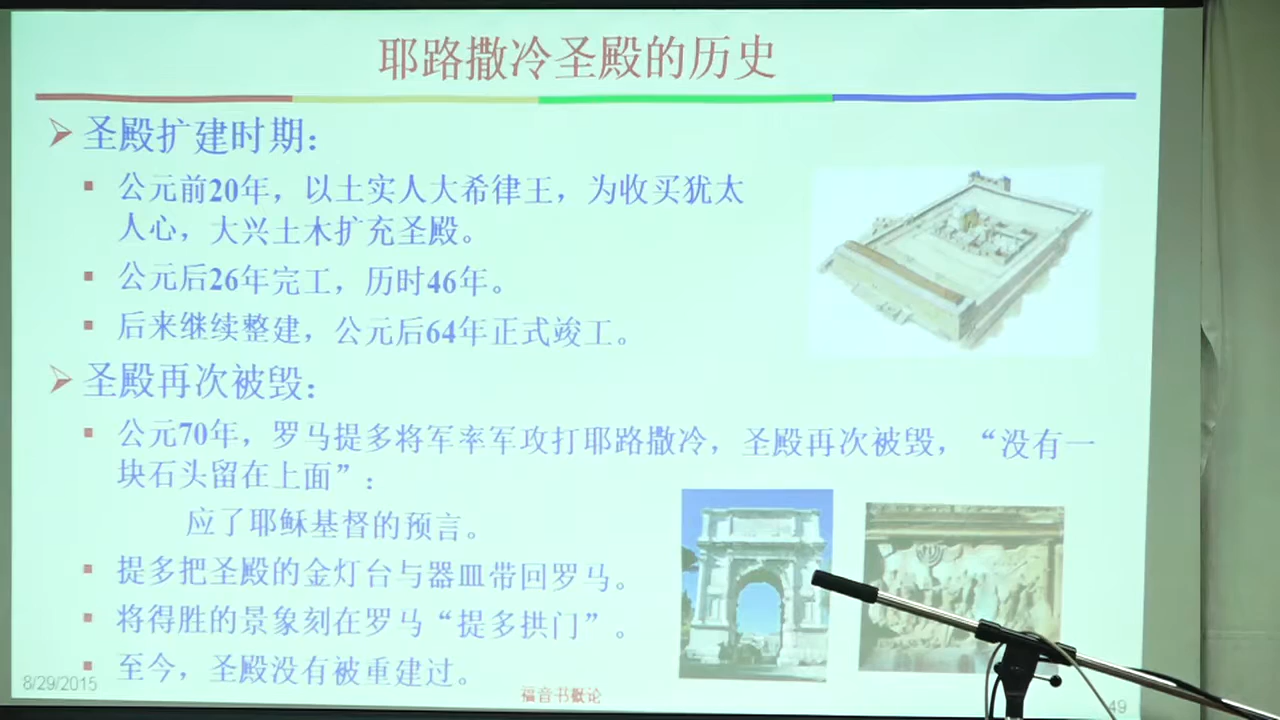 耶路撒冷圣殿的历史
圣殿扩建时期:
公元前20年，以土实人大希律王，为收买犹太
人心，大兴土木扩充圣殿。
公元后26年完工，历时46年。
后来继续整建，公元后64年正式竣工。
圣殿再次被毁:
公元70年，罗马提多将军率军攻打耶路撒冷，圣殿再次被毁，“没有一
块石头留在上面”:
应了耶稣基督的预言。
提多把圣殿的金灯台与器皿带回罗马。
将得胜的景象刻在罗马“提多拱门”。
至今，圣殿没有被重建过。
8/29/2015
福音书概论
49